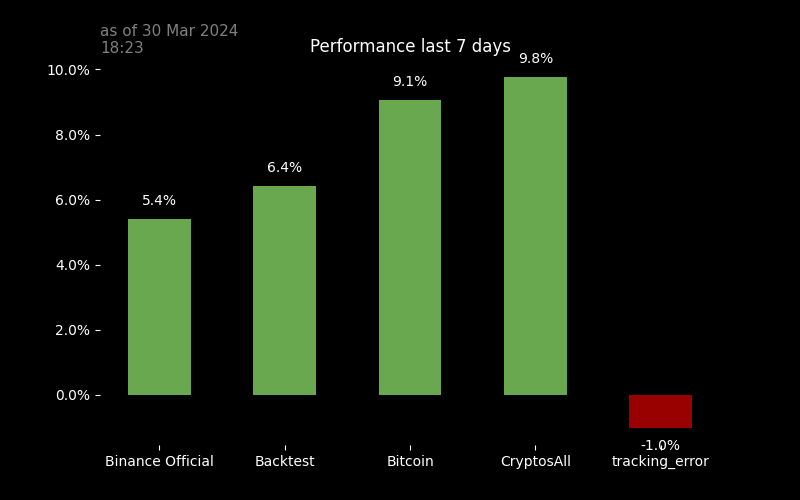 as of 30 Mar 2024
18:23
Performance last 7 days
10.0%
8.0%
6.0%
4.0%
2.0%
0.0%
5.4%
6.4%
9.1%
9.8%
-1.0%
Binance Official
Backtest
Bitcoin
CryptosAll
tracking_error